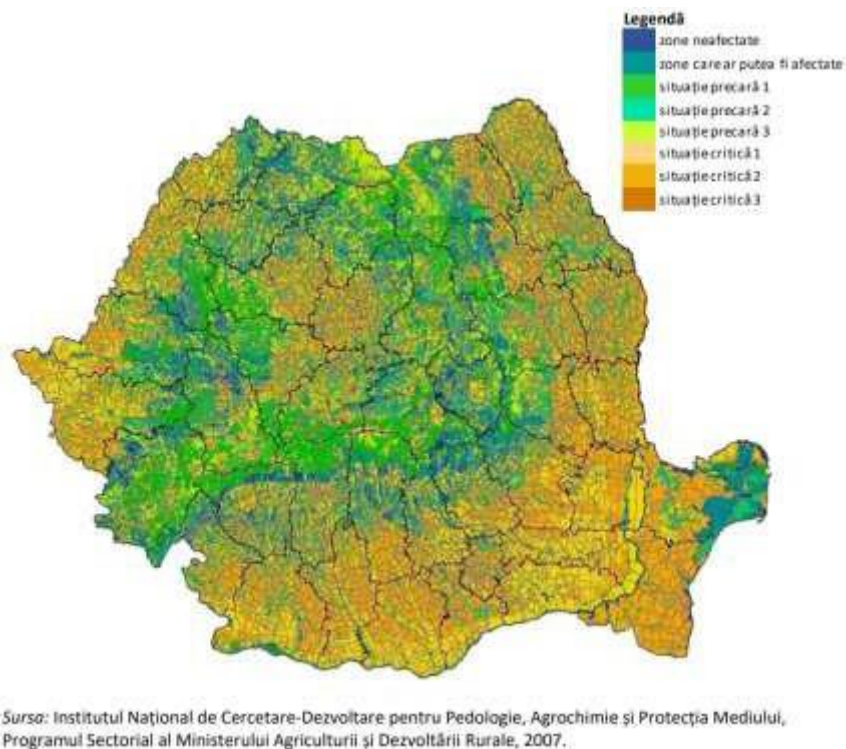 Legendă
zone neafectate
zone care ar putea fi afectate
situație precară 1
situație precară 2
situație precară 3
situație critică 1
situație critică 2
situație critică 3
Sursa: Institutul Național de Cercetare-Dezvoltare pentru Pedologie, Agrochimie și Protecția Mediului,
Programul Sectorial al Ministerului Agriculturii și Dezvoltării Rurale, 2007.